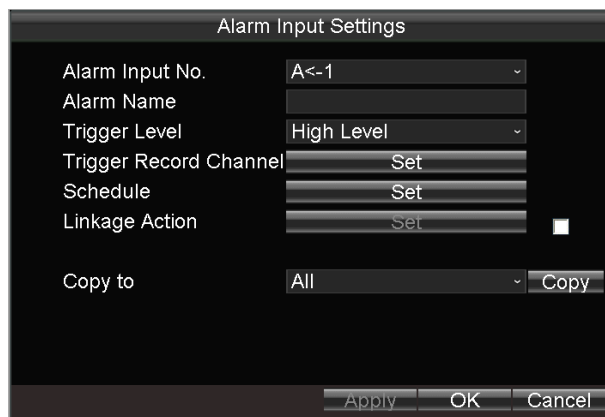 Alarm Input Settings
Alarm Input No. A<-1
Alarm Name
Trigger Level High Level
Trigger Record Channel Set
Schedule Set
Linkage Action Set
Copy to All Copy
Apply OK Cancel